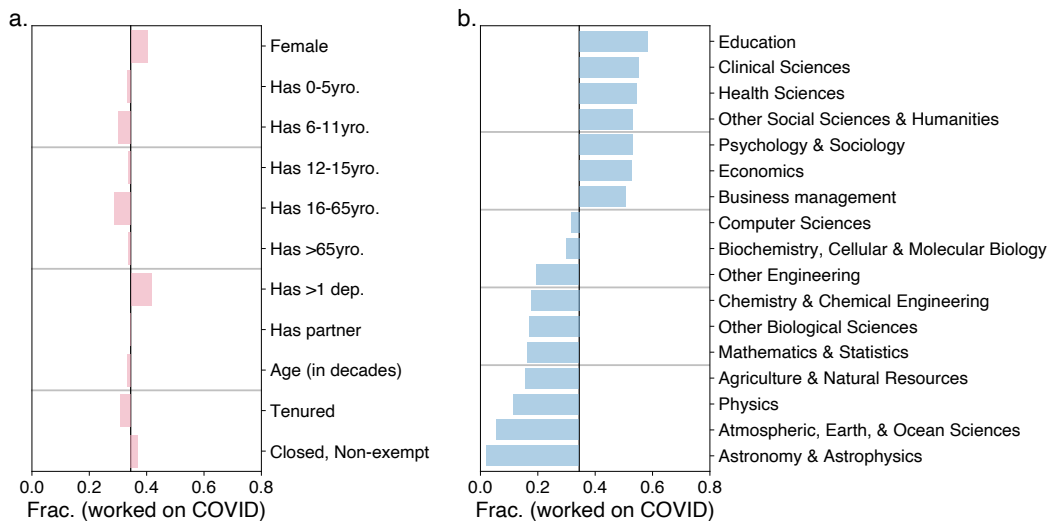 a.
Female
Has 0-5yro.
Has 6-11yro.
Has 12-15yro.
Has 16-65yro.
Has >65yro.
Has >1 dep.
Has partner
Age (in decades)
Tenured
Closed, Non-exempt
0.0 0.2 0.4 0.6 0.8
Frac. (worked on COVID)
b.
Education
Clinical Sciences
Health Sciences
Other Social Sciences & Humanities
Psychology & Sociology
Economics
Business management
Computer Sciences
Biochemistry, Cellular & Molecular Biology
Other Engineering
Chemistry & Chemical Engineering
Other Biological Sciences
Mathematics & Statistics
Agriculture & Natural Resources
Physics
Atmospheric, Earth, & Ocean Sciences
Astronomy & Astrophysics
0.0 0.2 0.4 0.6 0.8
Frac. (worked on COVID)